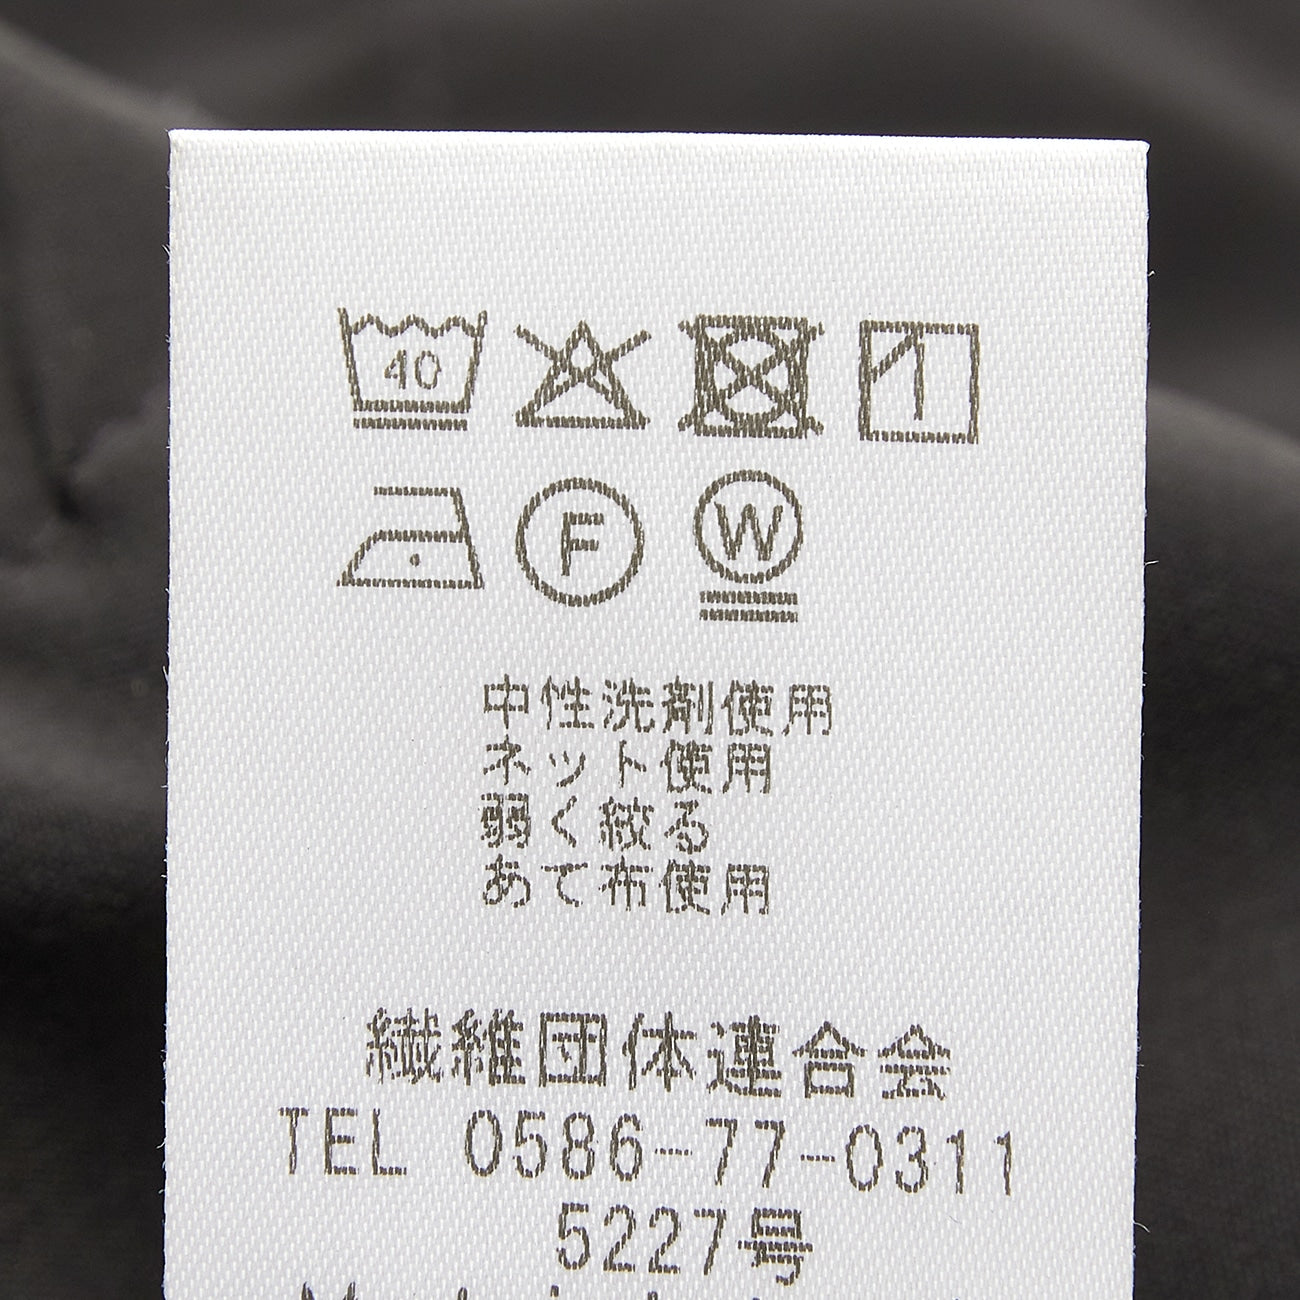 40
F W
中性洗剤使用
ネット使用
弱く絞る
あて布使用
繊維団体連合会
TEL 0586-77-0311
5227号